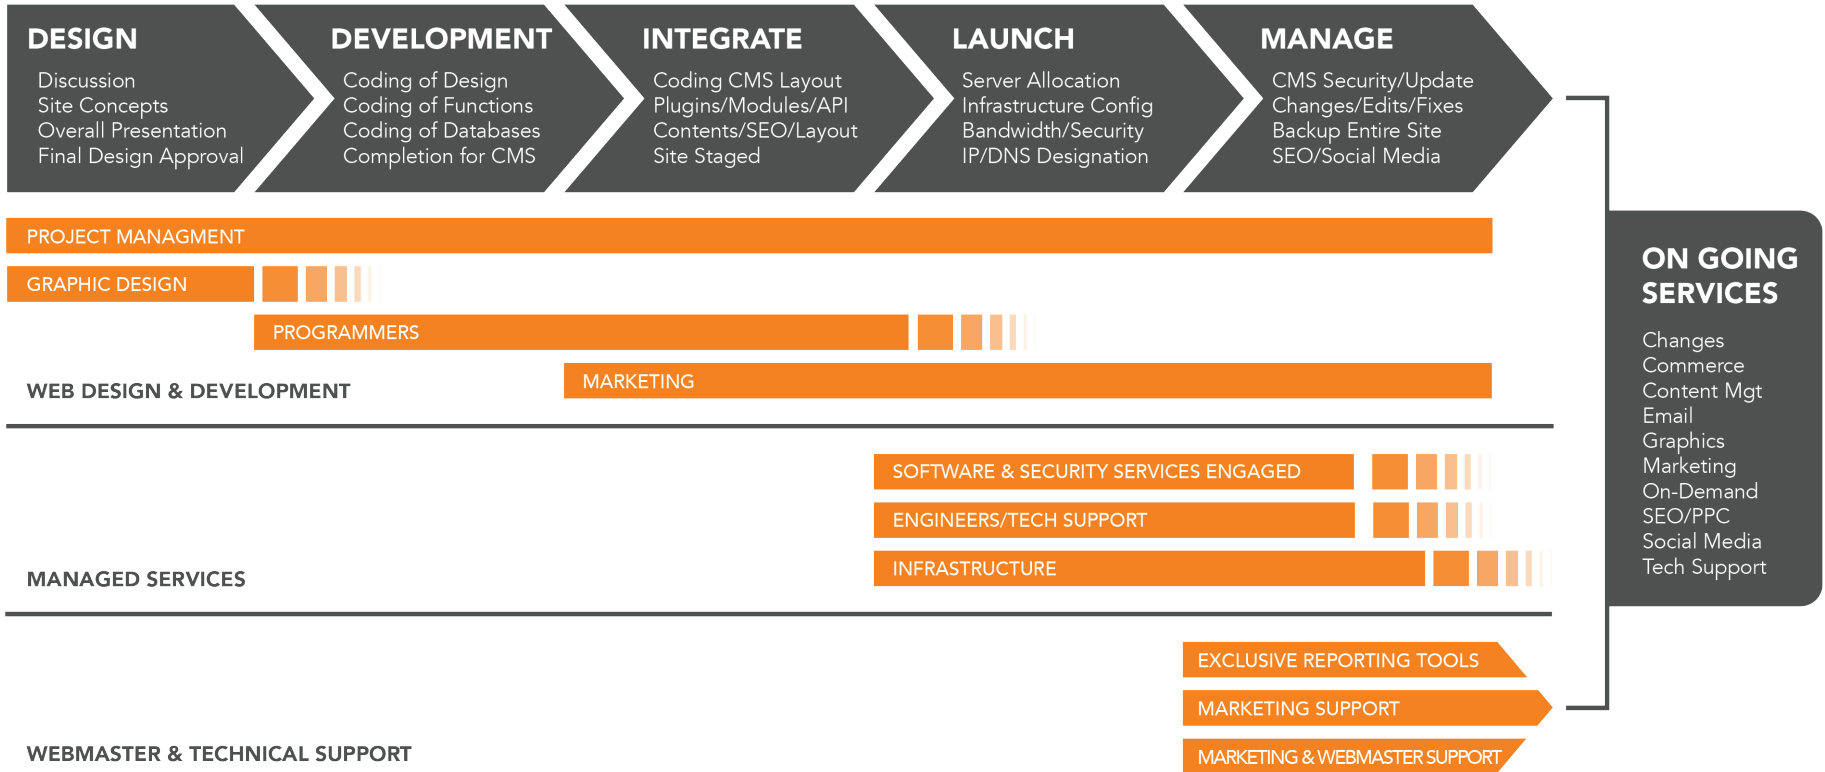 DESIGN
Discussion
Site Concepts
Overall Presentation
Final Design Approval
DEVELOPMENT
Coding of Design
Coding of Functions
Coding of Databases
Completion for CMS
INTEGRATE
Coding CMS Layout
Plugins/Modules/API
Contents/SEO/Layout
Site Staged
LAUNCH
Server Allocation
Infrastructure Config
Bandwidth/Security
IP/DNS Designation
MANAGE
CMS Security/Update
Changes/Edits/Fixes
Backup Entire Site
SEO/Social Media
PROJECT MANAGMENT
GRAPHIC DESIGN
PROGRAMMERS
MARKETING
WEB DESIGN & DEVELOPMENT
SOFTWARE & SECURITY SERVICES ENGAGED
ENGINEERS/TECH SUPPORT
INFRASTRUCTURE
MANAGED SERVICES
EXCLUSIVE REPORTING TOOLS
MARKETING SUPPORT
MARKETING & WEBMASTER SUPPORT
WEBMASTER & TECHNICAL SUPPORT
ON GOING
SERVICES
Changes
Commerce
Content Mgt
Email
Graphics
Marketing
On-Demand
SEO/PPC
Social Media
Tech Support